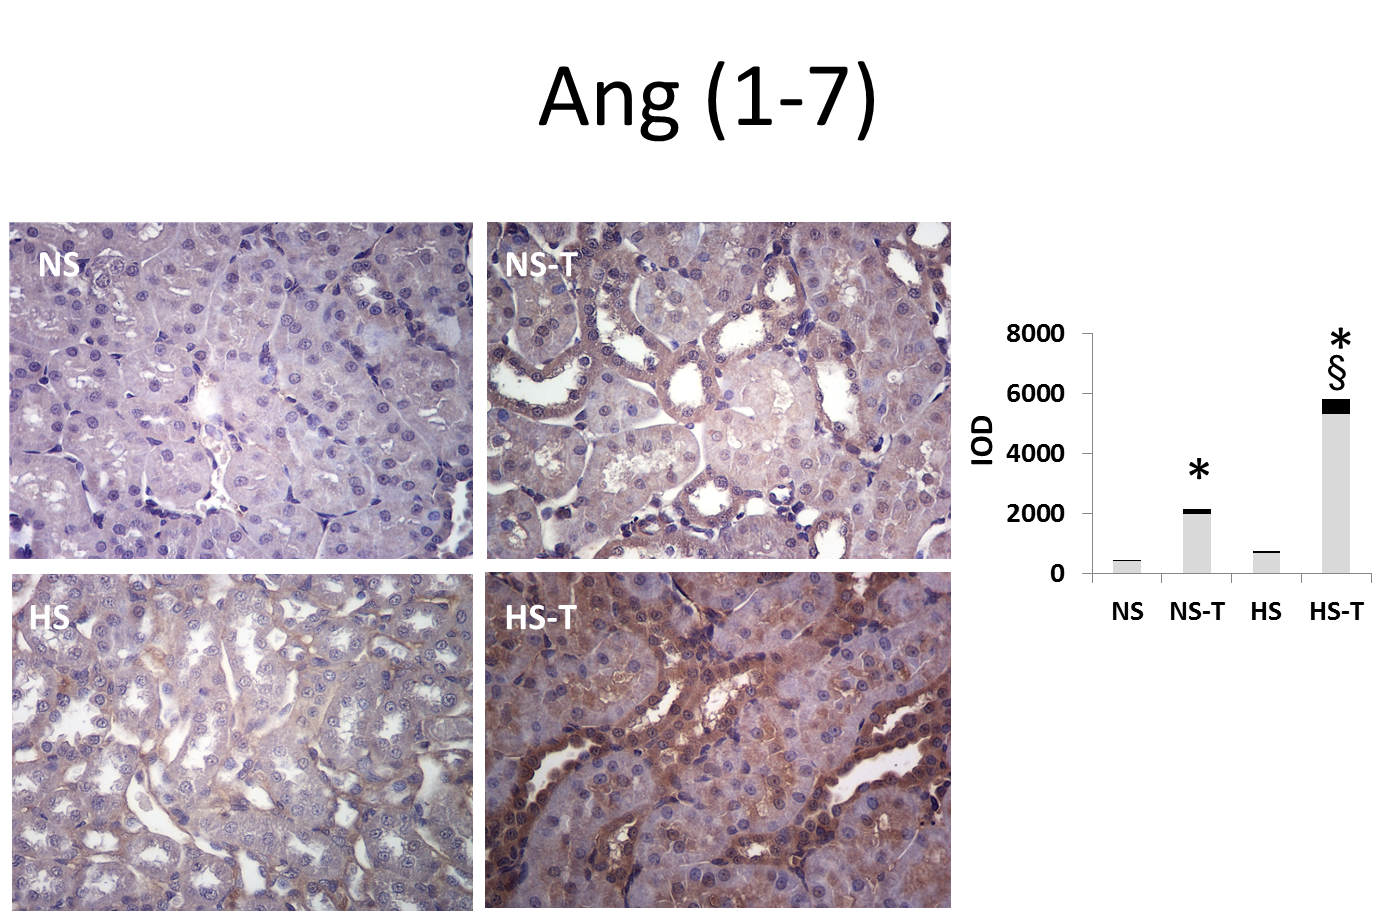 Ang (1-7)
NS
NS-T
HS
HS-T
IOD
8000
6000
4000
2000
0
*
*
§
NS NS-T HS HS-T